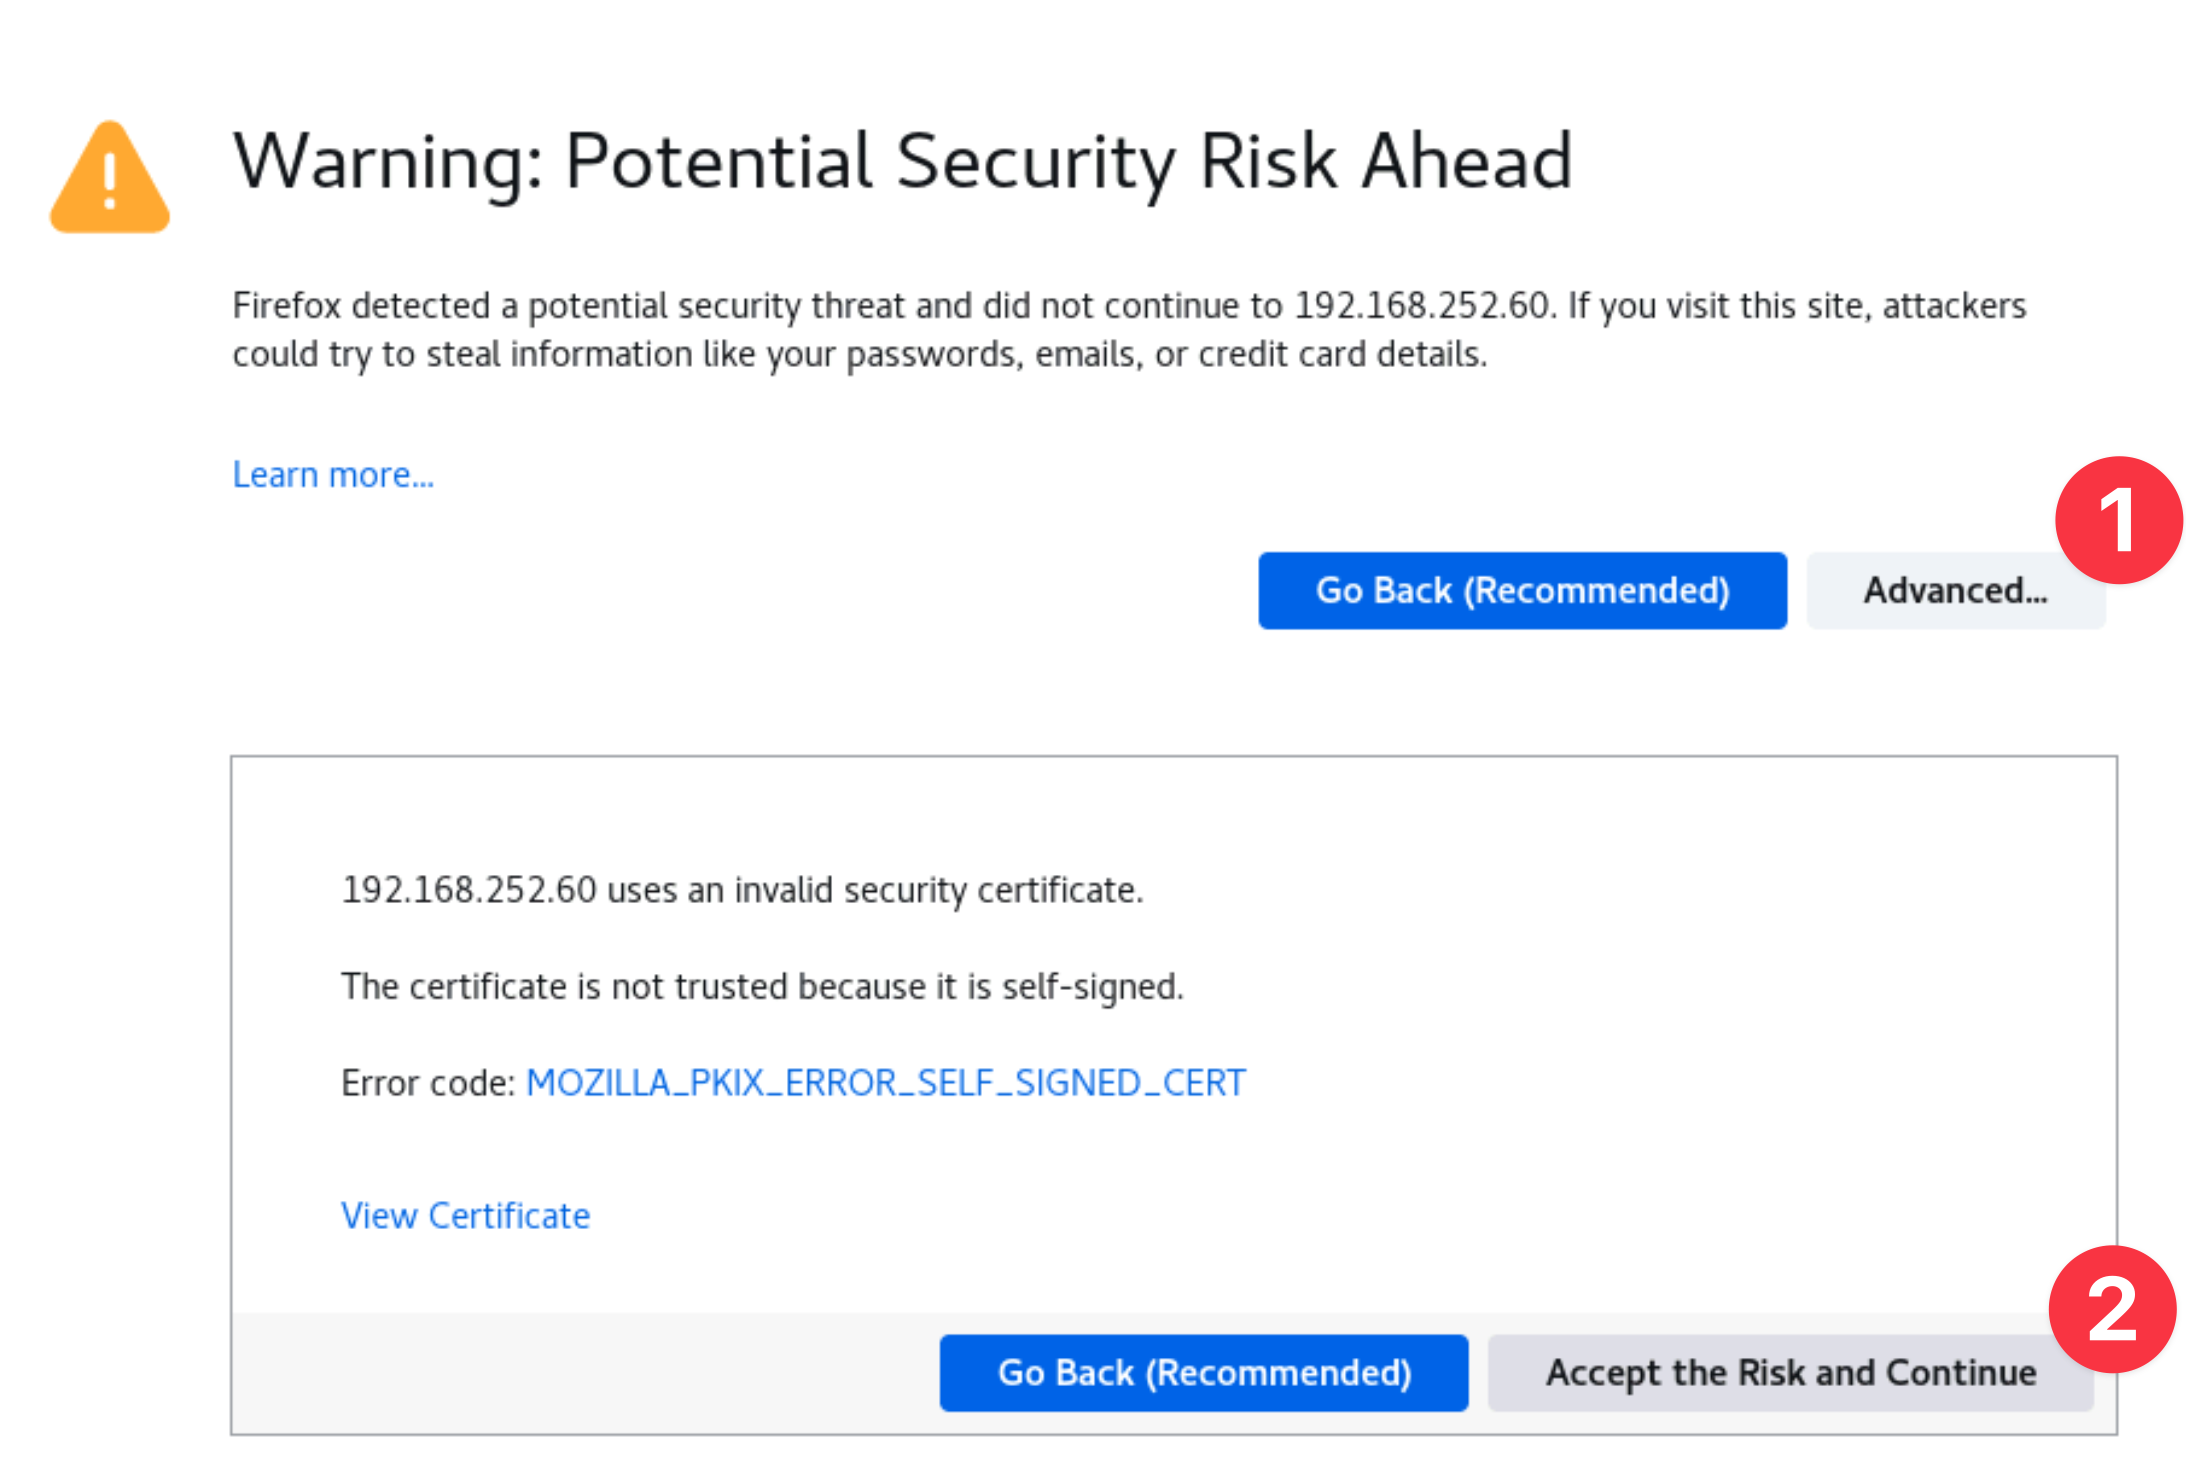 Warning: Potential Security Risk Ahead
Firefox detected a potential security threat and did not continue to 192.168.252.60. If you visit this site, attackers
could try to steal information like your passwords, emails, or credit card details.
Learn more...
1
Go Back (Recommended)
Advanced...
192.168.252.60 uses an invalid security certificate.
The certificate is not trusted because it is self-signed.
Error code: MOZILLA_PKIX_ERROR_SELF_SIGNED_CERT
View Certificate
2
Go Back (Recommended)
Accept the Risk and Continue